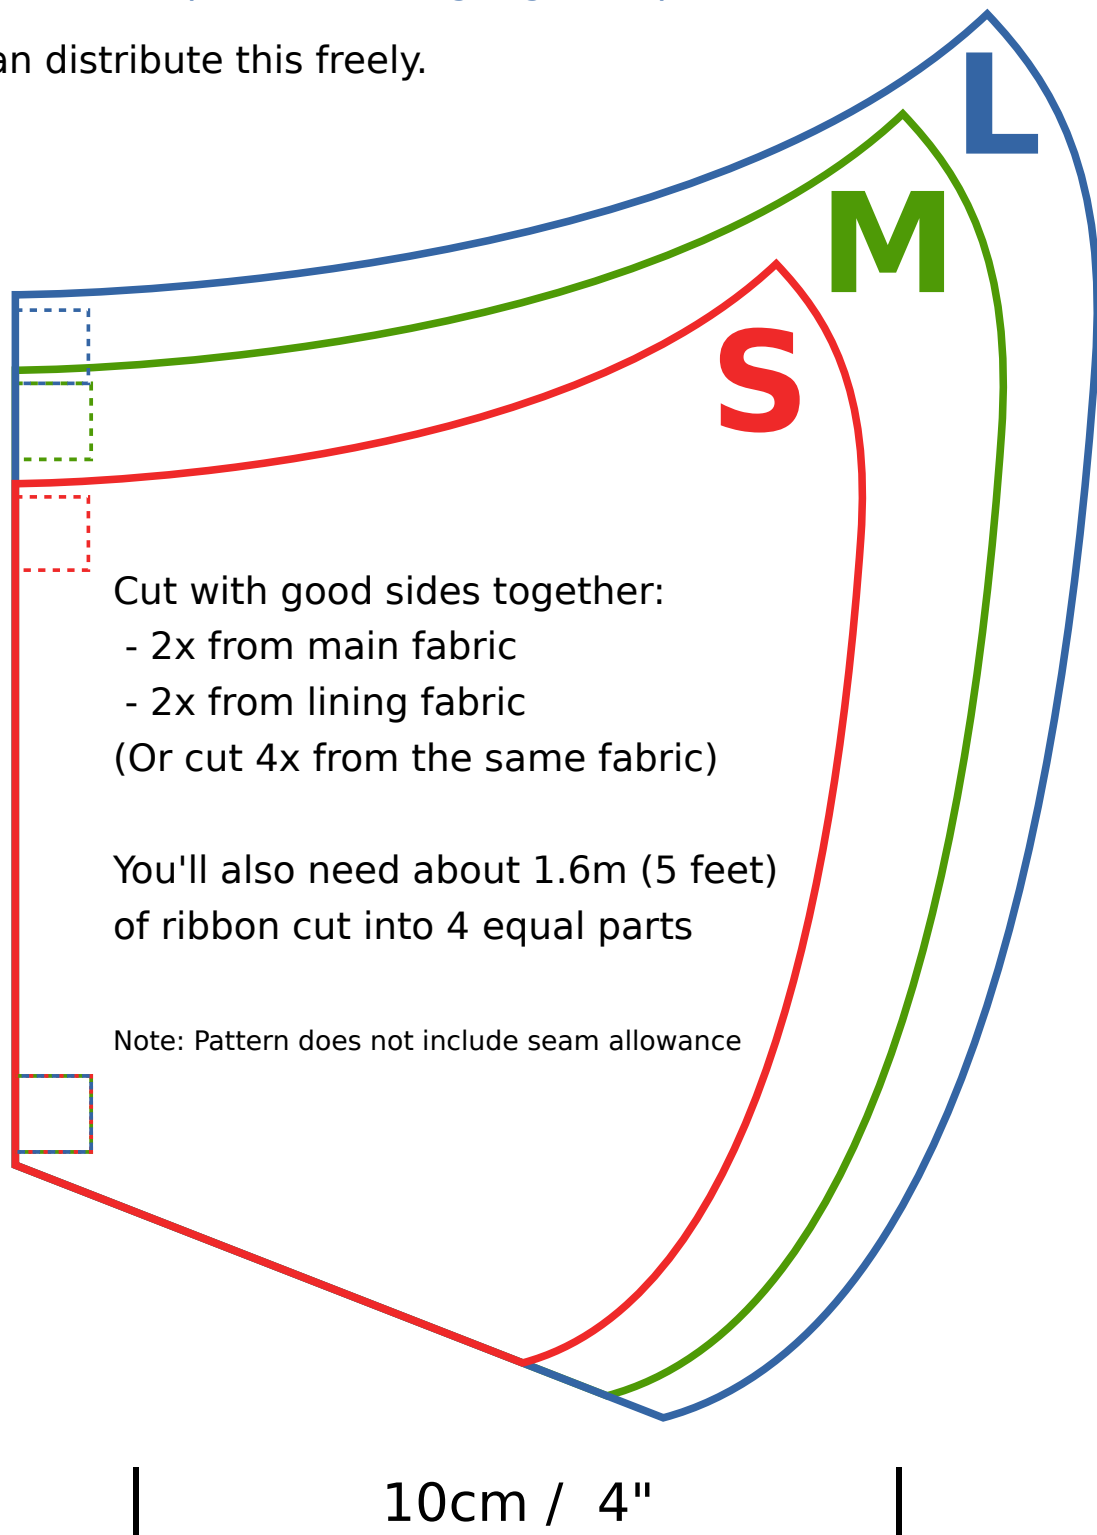 an distribute this freely.
L
M
S
Cut with good sides together:
- 2x from main fabric
- 2x from lining fabric
(Or cut 4x from the same fabric)
You'll also need about 1.6m (5 feet)
of ribbon cut into 4 equal parts
Note: Pattern does not include seam allowance
10cm / 4"